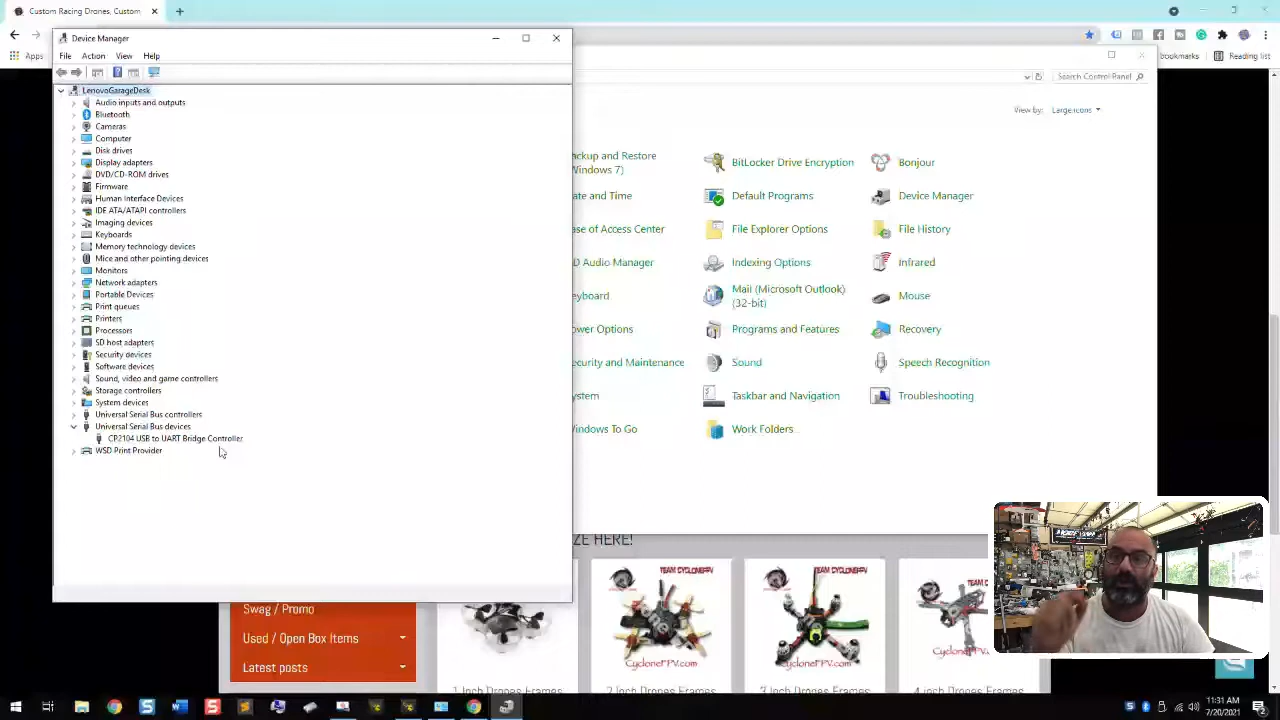 Custom Racing Drones, Custom
Apps
bookmarks
Reading list
Device Manager
File Action View Help
LenovoGarageDesk
Audio inputs and outputs
Bluetooth
Cameras
Computer
Disk drives
Display adapters
DVD/CD-ROM drives
Firmware
Human Interface Devices
IDE ATA/ATAPI controllers
Imaging devices
Keyboards
Memory technology devices
Mice and other pointing devices
Monitors
Network adapters
Portable Devices
Print queues
Printers
Processors
SD host adapters
Security devices
Software devices
Sound, video and game controllers
Storage controllers
System devices
Universal Serial Bus controllers
Universal Serial Bus devices
CP2104 USB to UART Bridge Controller
WSD Print Provider
Search Control Panel
View by: Large icons
ackup and Restore
Windows 7)
BitLocker Drive Encryption
Bonjour
ate and Time
Default Programs
Device Manager
ase of Access Center
File Explorer Options
File History
D Audio Manager
Indexing Options
Infrared
eyboard
Mail (Microsoft Outlook)
(32-bit)
Mouse
ower Options
Programs and Features
Recovery
ecurity and Maintenance
Sound
Speech Recognition
ystem
Taskbar and Navigation
Troubleshooting
Windows To Go
Work Folders
ZE HERE!
Swag / Promo
Used / Open Box Items
Latest posts
TEAM CYCLONEFPV
CycloneFPV.com
TEAM CYCLONEFPV
CycloneFPV.com
1 Inch Drones Frames
2 Inch Drones Frames
3 Inch Drones Frames
4 inch Drones Frames
11:31 AM
7/20/2021